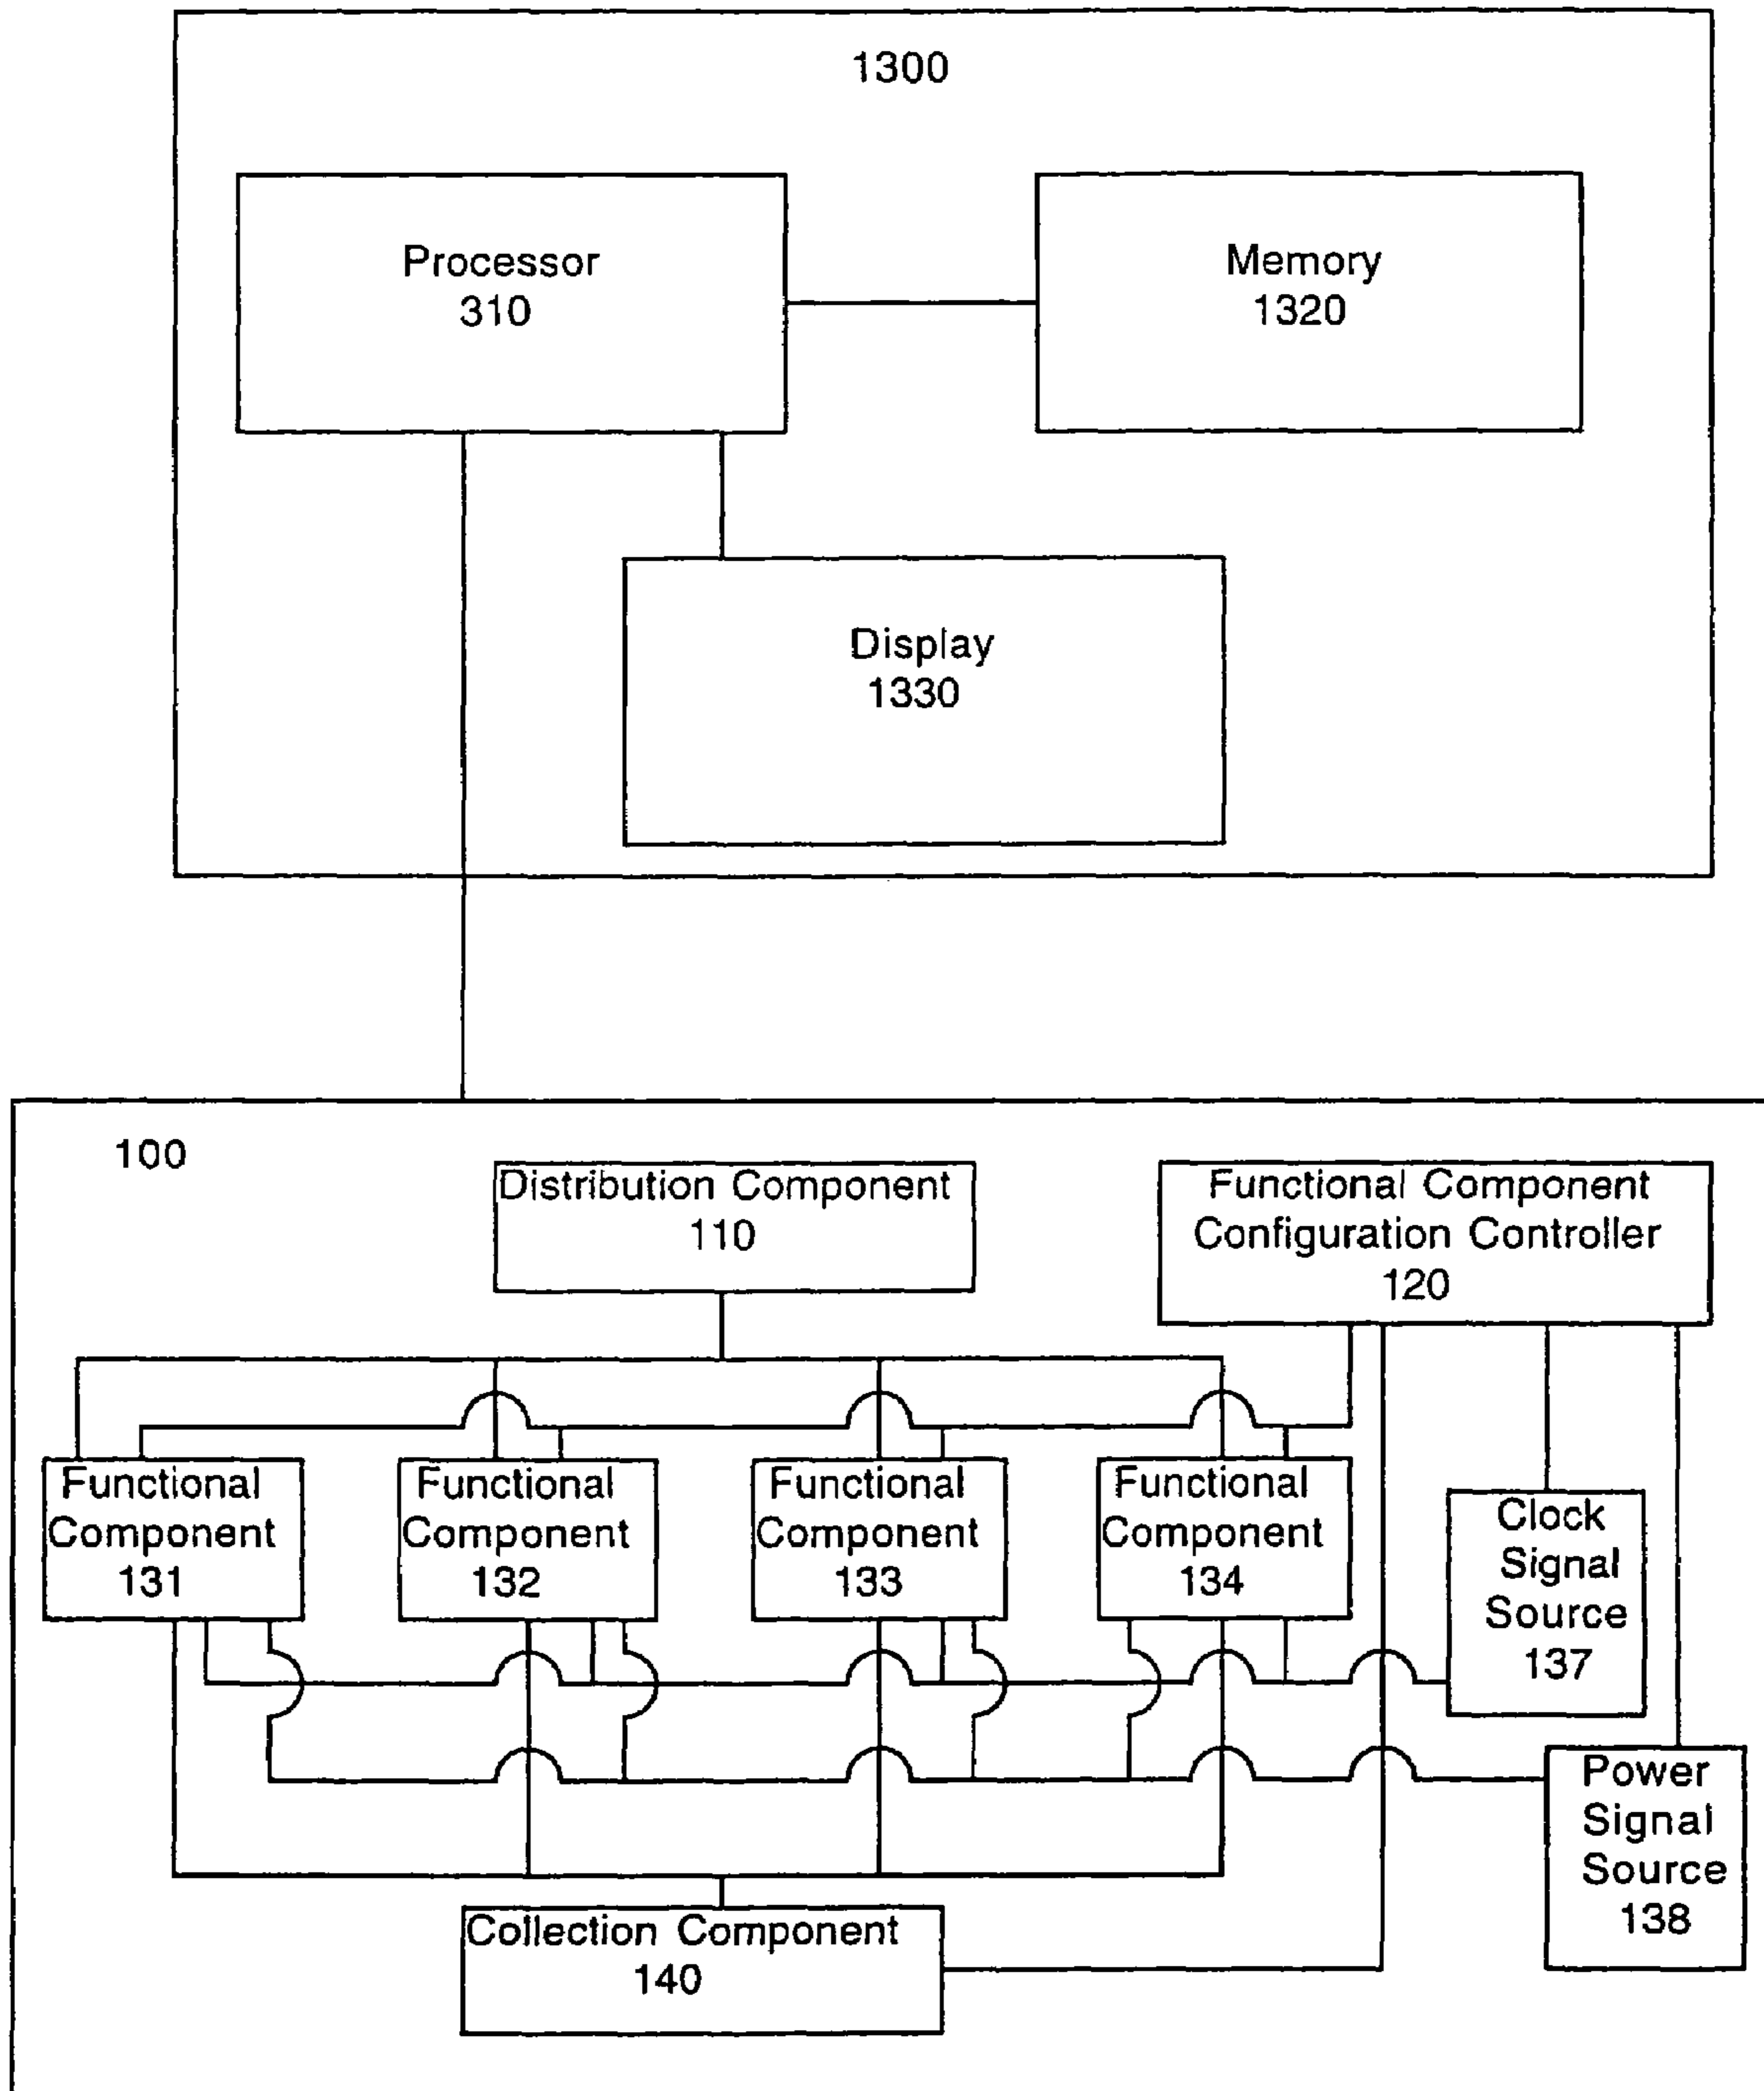 1300
Processor
310
Memory
1320
Display
1330
100
Distribution Component
110
Functional Component
Configuration Controller
120
Functional
Component
131
Functional
Component
132
Functional
Component
133
Functional
Component
134
Clock
Signal
Source
137
Power
Signal
Source
138
Collection Component
140